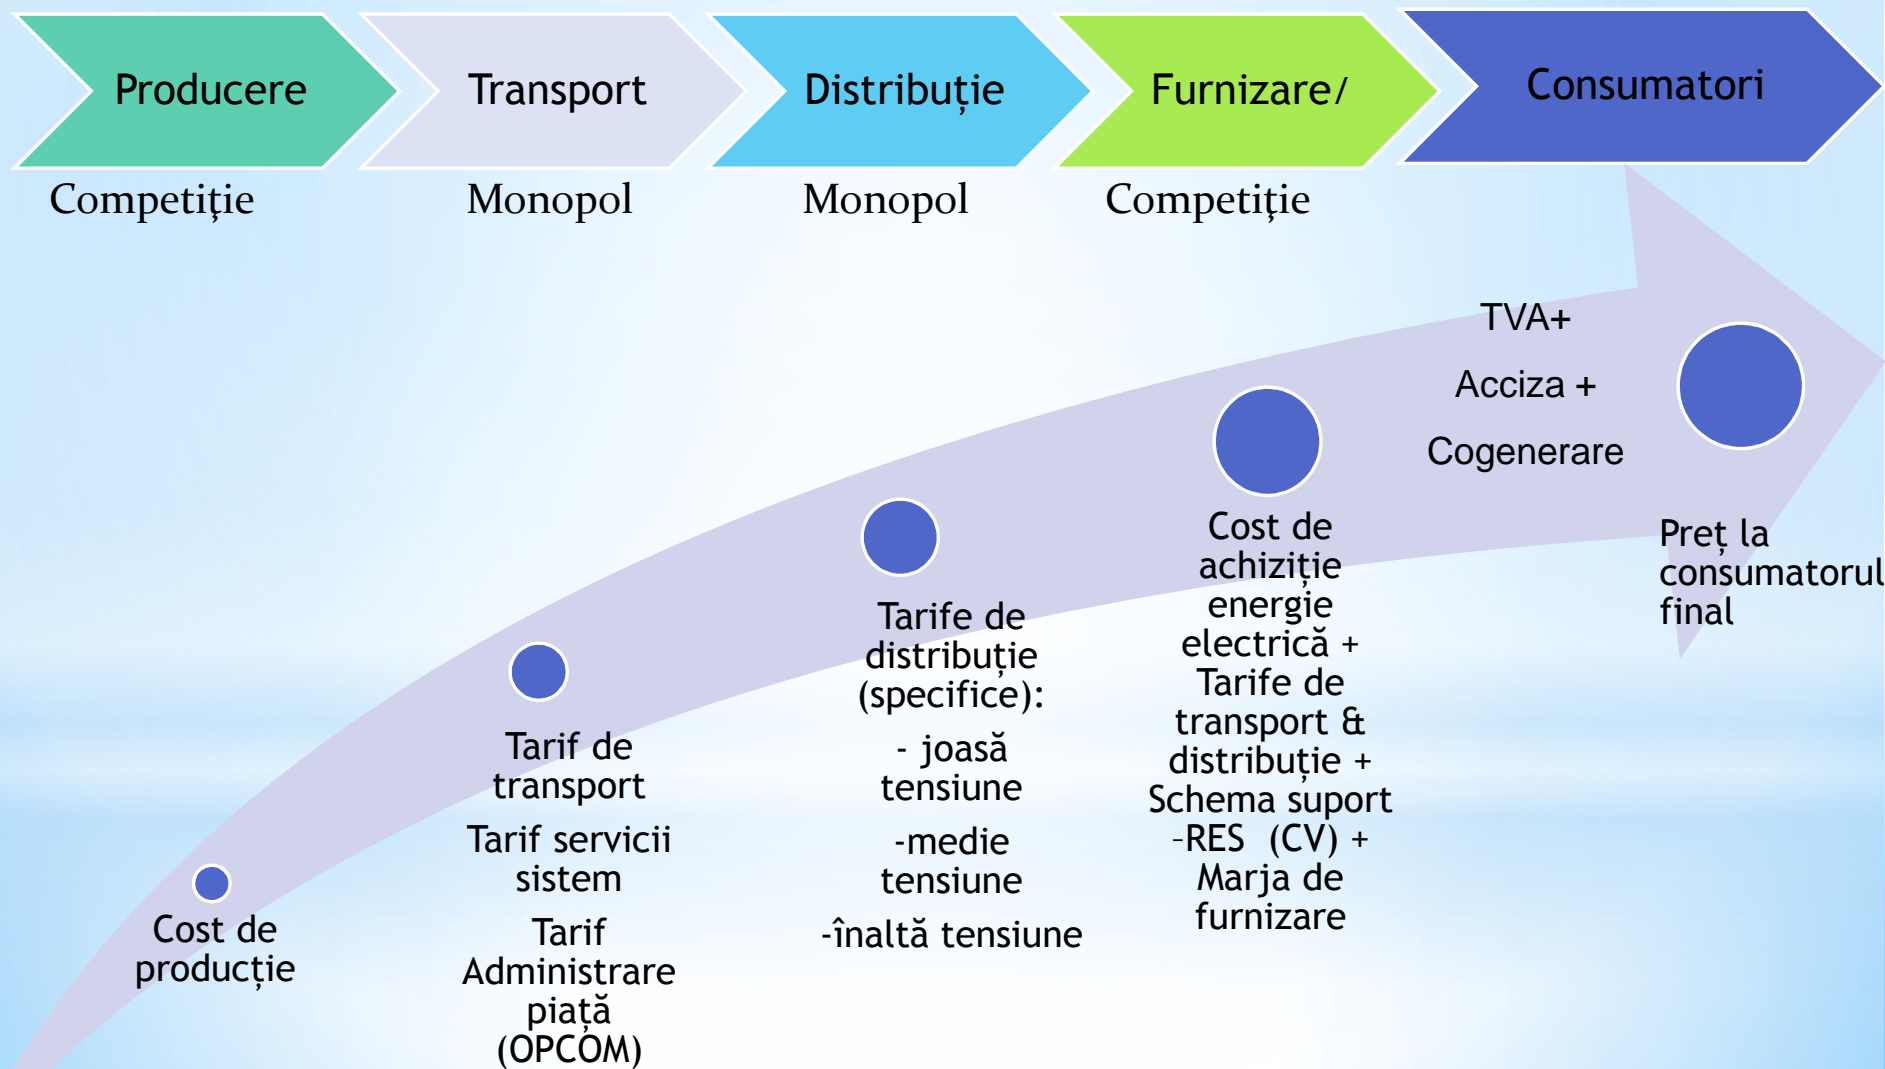 Producere
Transport
Distribuție
Furnizare/
Consumatori
Competiţie
Monopol
Monopol
Competiţie
Cost de
producție
Tarif de
transport
Tarif servicii
sistem
Tarif
Administrare
piață
(OPCOM)
Tarife de
distribuție
(specifice):
- joasă
tensiune
-medie
tensiune
-înaltă tensiune
Cost de
achiziție
energie
electrică +
Tarife de
transport &
distribuție +
Schema suport
–RES  (CV) +
Marja de
furnizare
TVA+
Acciza +
Cogenerare
Preț la
consumatorul
final